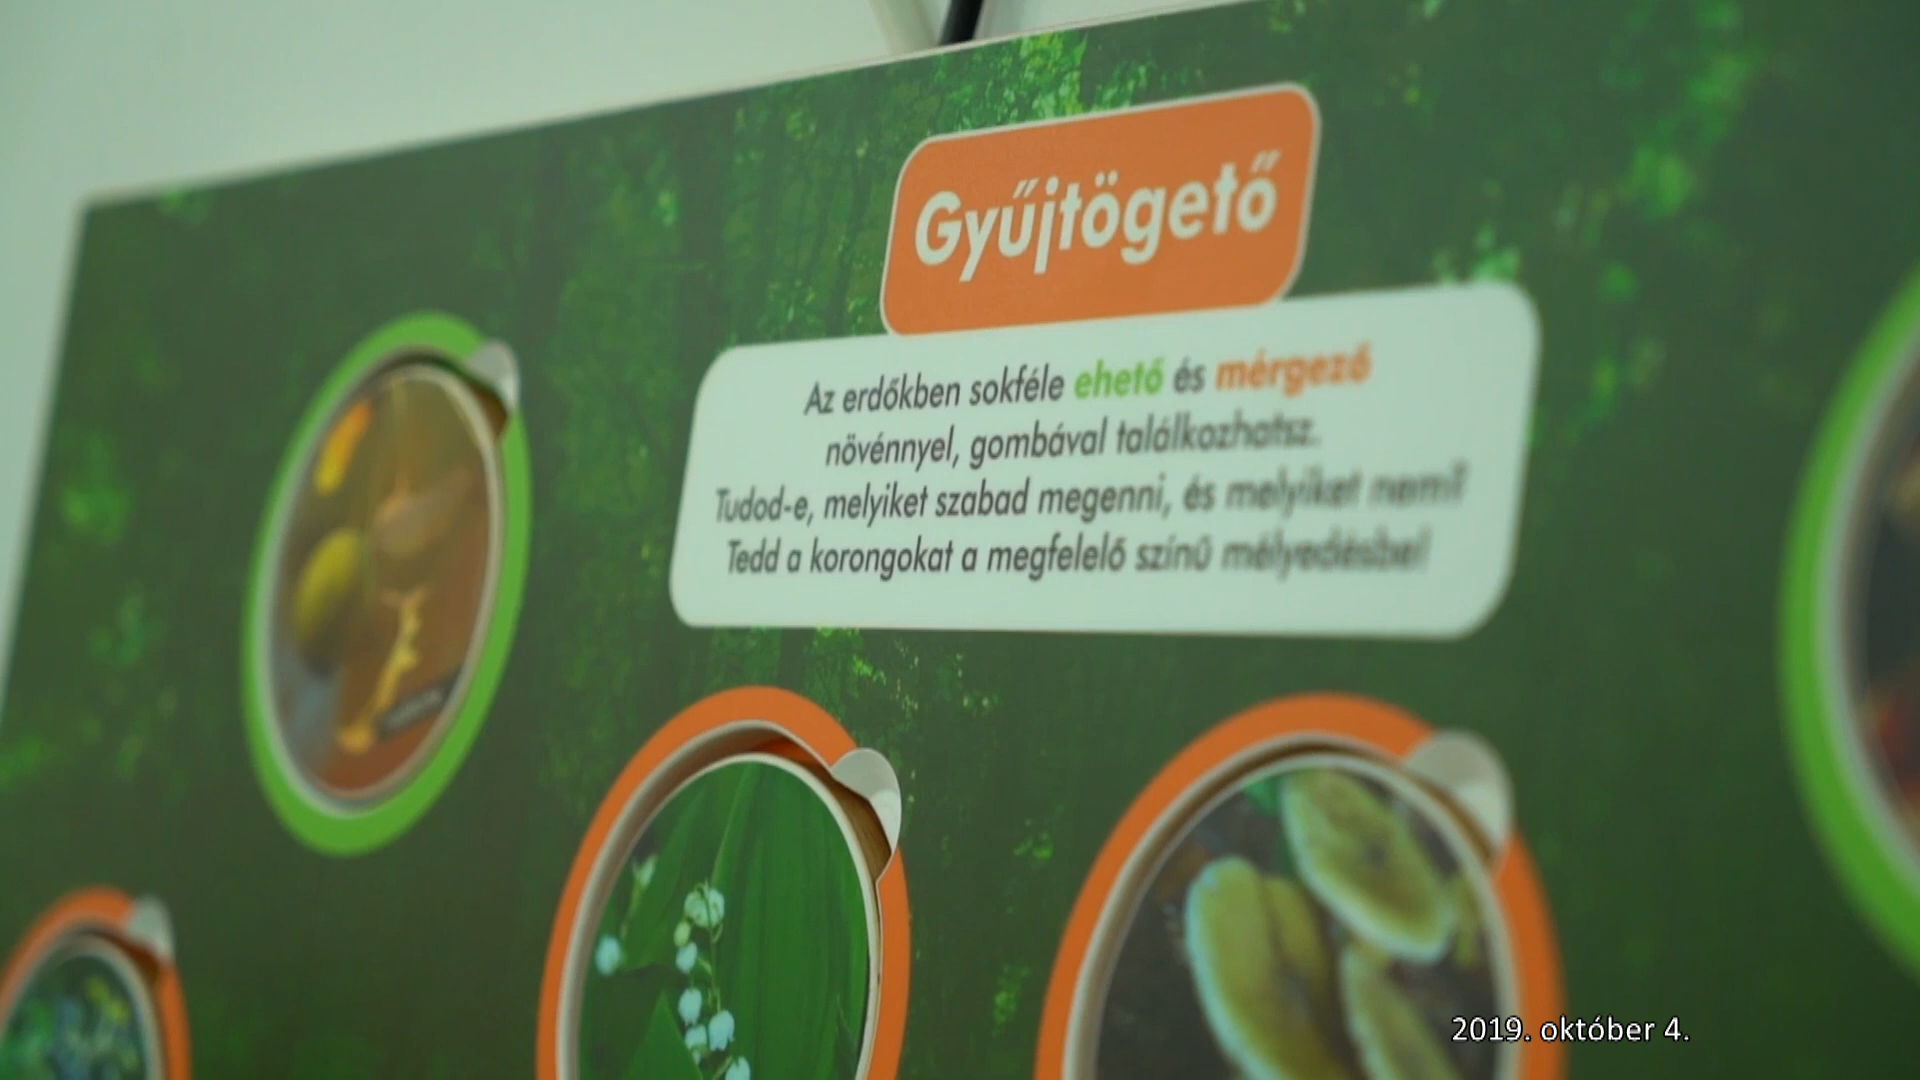 Gyűjtögető
Az erdőkben sokféle ehető és mérgező
növénnyel, gombával találkozhatsz.
Tudod-e, melyiket szabad megenni, és melyiket nem?
Tedd a korongokat a megfelelő színű mélyedésbe!
2019. október 4.